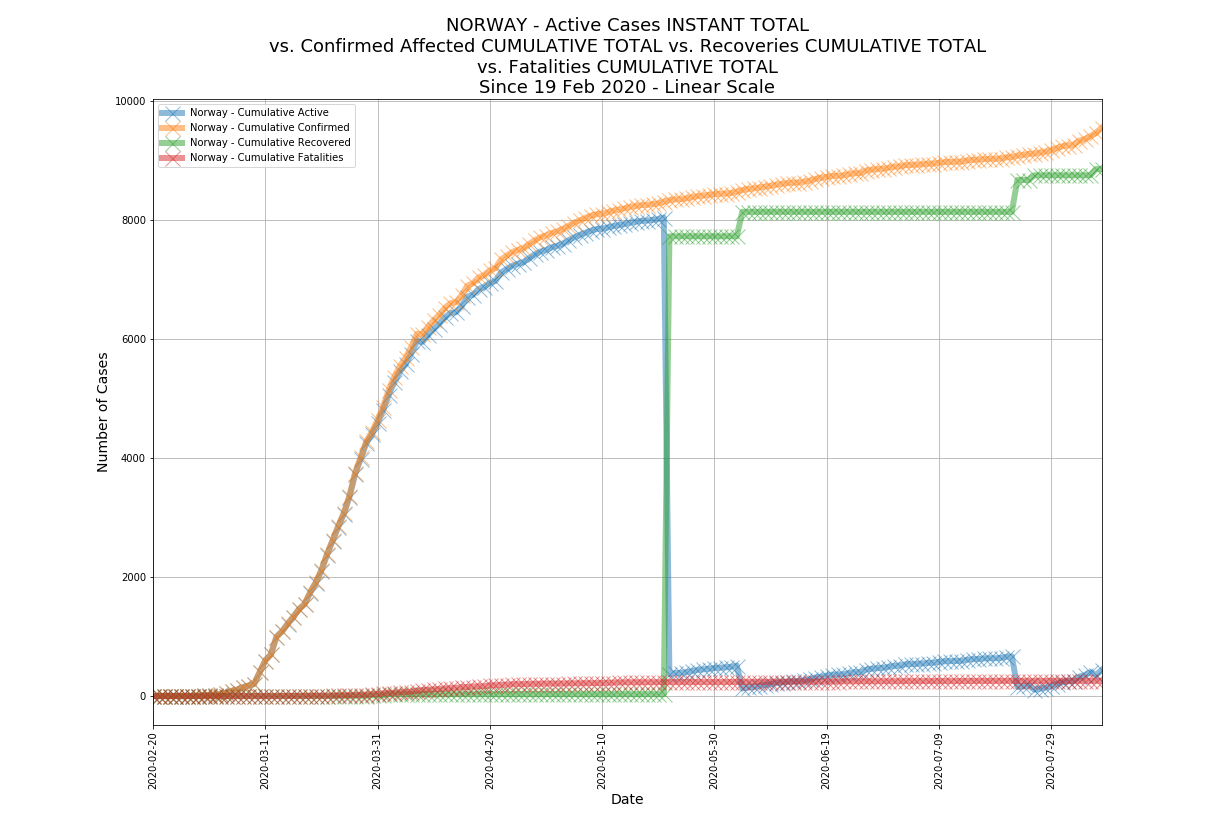 NORWAY - Active Cases INSTANT TOTAL
vs. Confirmed Affected CUMULATIVE TOTAL vs. Recoveries CUMULATIVE TOTAL
vs. Fatalities CUMULATIVE TOTAL
Since 19 Feb 2020 - Linear Scale
Norway - Cumulative Active
Norway - Cumulative Confirmed
Norway - Cumulative Recovered
Norway - Cumulative Fatalities
Number of Cases
10000
8000
6000
4000
2000
0
2020-02-20
2020-03-11
2020-03-31
2020-04-20
2020-05-10
2020-05-30
2020-06-19
2020-07-09
2020-07-29
Date